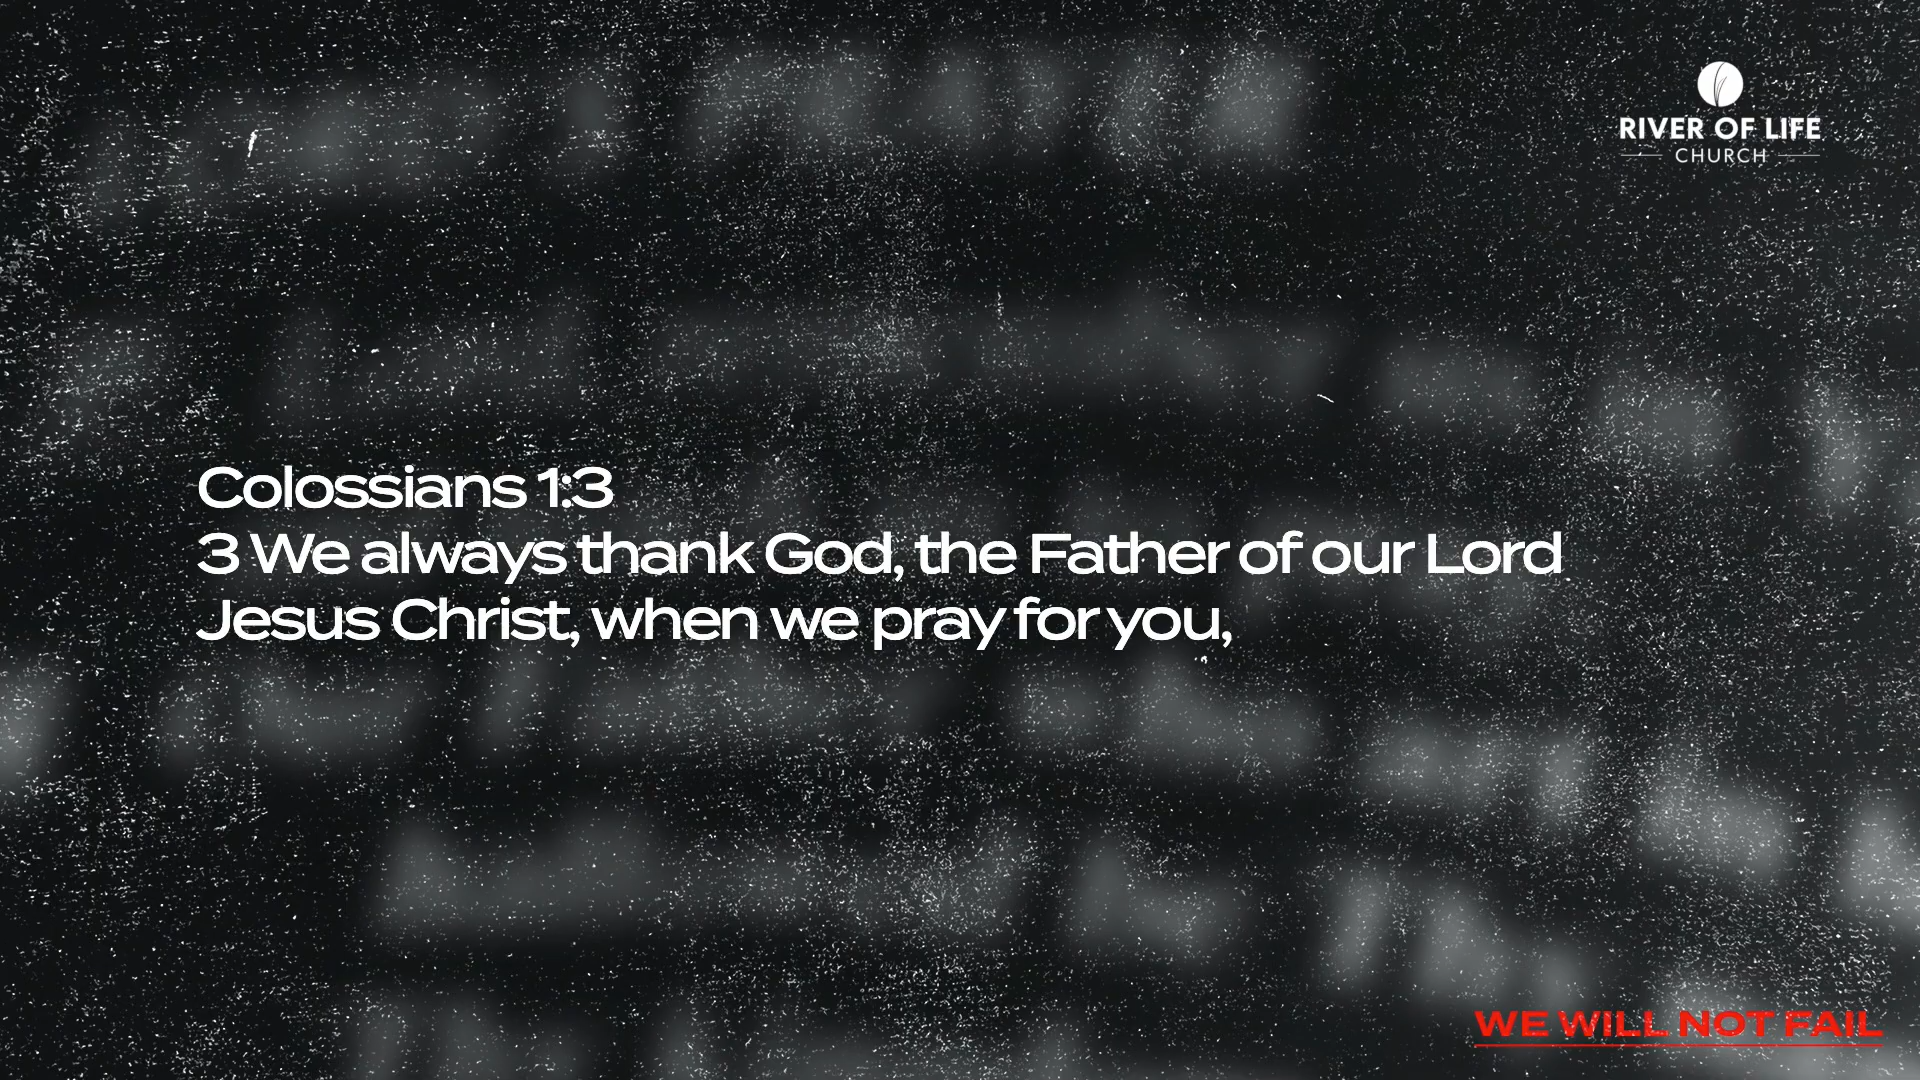 RIVER OF LIFE
CHURCH
Colossians 1:3
3 We always thank God, the Father of our Lord
Jesus Christ, when we pray for you,
WE WILL NOT FAIL